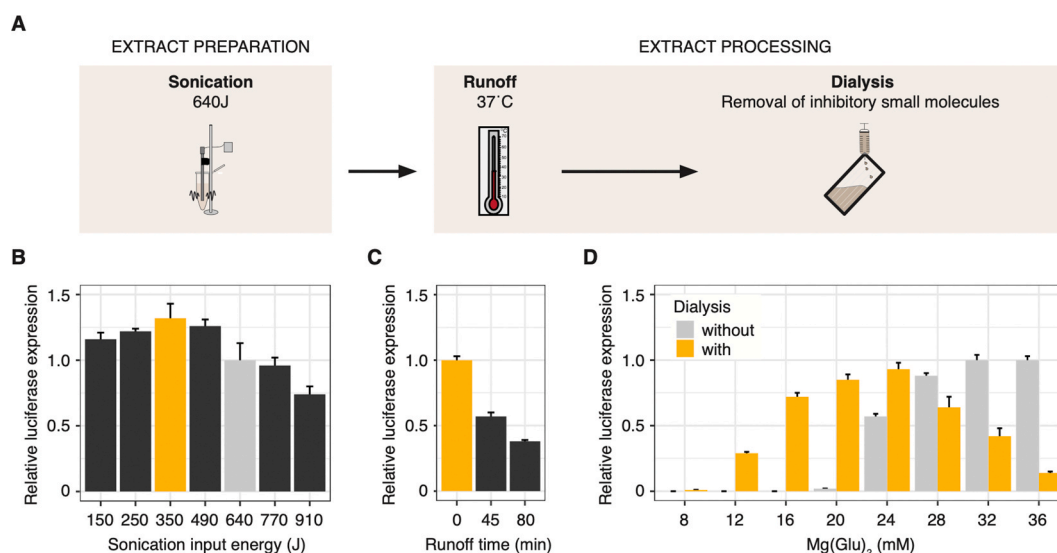 A
EXTRACT PREPARATION
EXTRACT PROCESSING
Sonication
640J
Runoff
37˚C
Dialysis
Removal of inhibitory small molecules
B
Relative luciferase expression
1.5
1.0
0.5
0
150 250 350 490 640 770 910
Sonication input energy (J)
C
Relative luciferase expression
1.5
1.0
0.5
0
0 45 80
Runoff time (min)
D
Relative luciferase expression
1.5
1.0
0.5
0
Dialysis
without
with
8 12 16 20 24 28 32 36
Mg(Glu)₂ (mM)